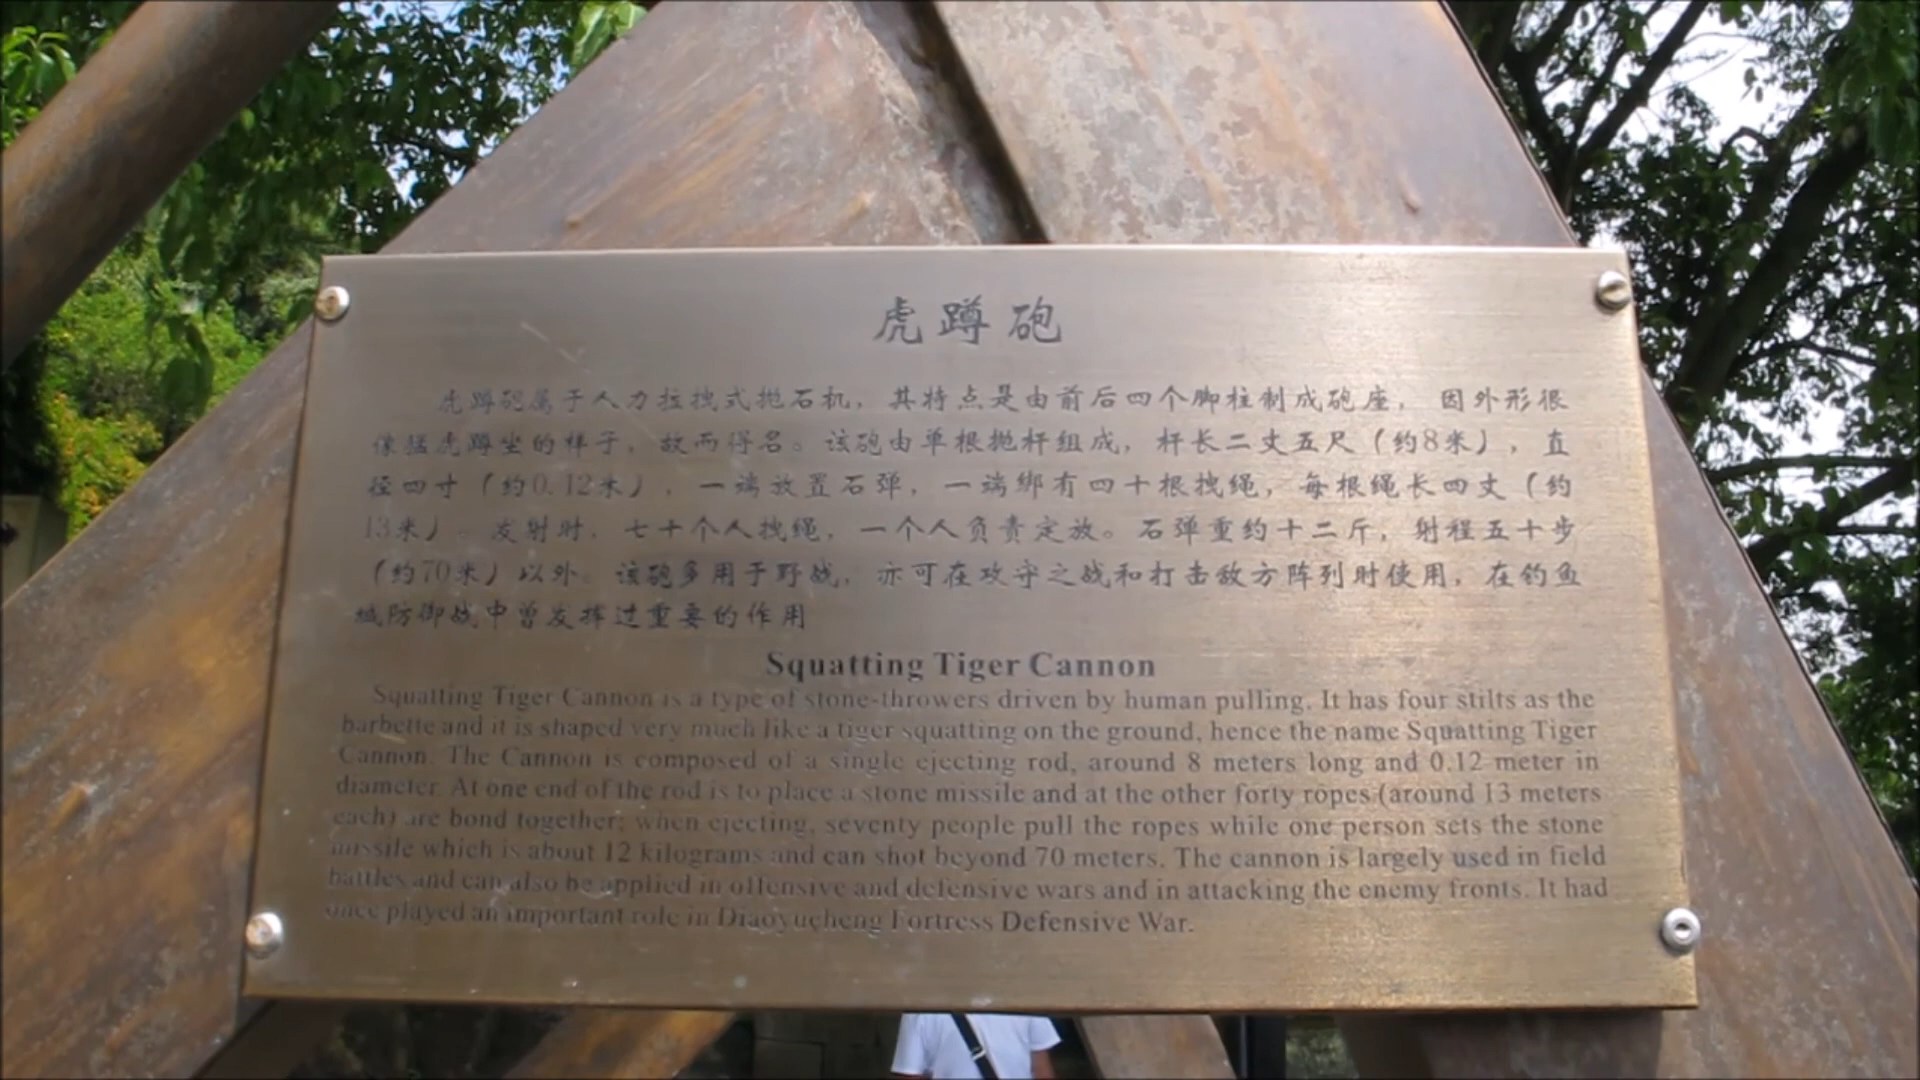 虎蹲砲
虎蹲砲属于人力拉拽式抛石机，其特点是由前后四个脚柱制成砲座，因外形很
像猛虎蹲坐的样子，故而得名。该砲由单根抛杆组成，杆长二丈五尺（约8米），直
径四寸（约0.12米），一端放置石弹，一端绑有四十根拽绳，每根绳长四丈（约
13米）。发射时，七十个人拽绳，一个人负责定放。石弹重约十二斤，射程五十步
（约70米）以外。该砲多用于野战，亦可在攻守之战和打击敌方阵列时使用，在钓鱼
城防御战中曾发挥过重要的作用
Squatting Tiger Cannon
Squatting Tiger Cannon is a type of stone-throwers driven by human pulling. It has four stilts as the
barbette and it is shaped very much like a tiger squatting on the ground, hence the name Squatting Tiger
Cannon. The Cannon is composed of a single ejecting rod, around 8 meters long and 0.12 meter in
diameter. At one end of the rod is to place a stone missile and at the other forty ropes (around 13 meters
each) are bond together; when ejecting, seventy people pull the ropes while one person sets the stone
missile which is about 12 kilograms and can shot beyond 70 meters. The cannon is largely used in field
battles and can also be applied in offensive and defensive wars and in attacking the enemy fronts. It had
once played an important role in Diaoyucheng Fortress Defensive War.